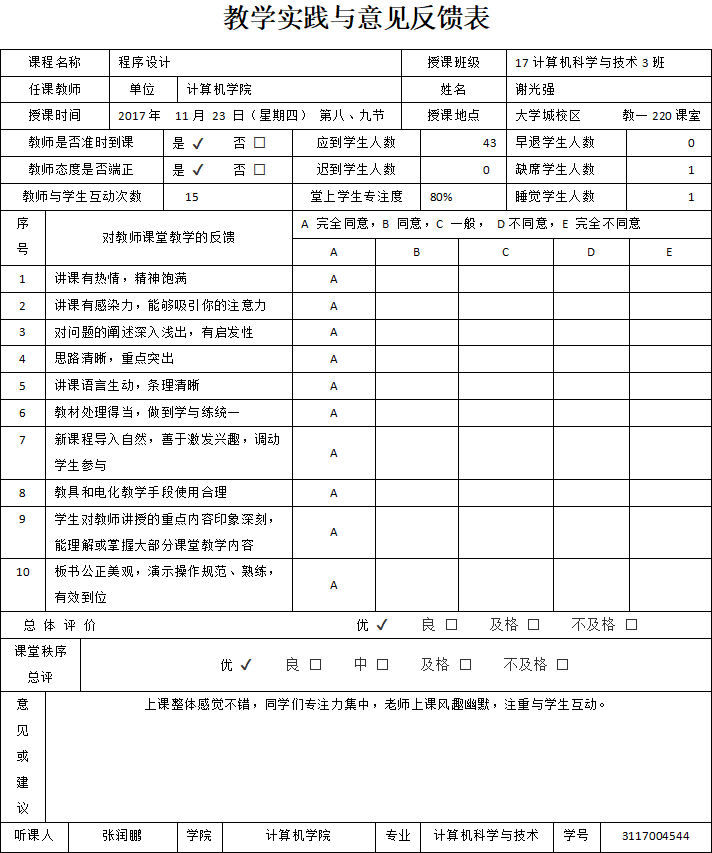 教学实践与意见反馈表
课程名称 程序设计 授课班级 17计算机科学与技术3班
任课教师 单位 计算机学院 姓名 谢光强
授课时间 2017年 11月 23 日（星期四） 第八、九节 授课地点 大学城校区 教一220课室
教师是否准时到课 是 ✓ 否 □ 应到学生人数 43 早退学生人数 0
教师态度是否端正 是 ✓ 否 □ 迟到学生人数 0 缺席学生人数 1
教师与学生互动次数 15 堂上学生专注度 80% 睡觉学生人数 1
序号 对教师课堂教学的反馈 A 完全同意，B 同意，C 一般， D不同意，E 完全不同意
A B C D E
1 讲课有热情，精神饱满 A
2 讲课有感染力，能够吸引你的注意力 A
3 对问题的阐述深入浅出，有启发性 A
4 思路清晰，重点突出 A
5 讲课语言生动，条理清晰 A
6 教材处理得当，做到学与练统一 A
7 新课程导入自然，善于激发兴趣，调动
学生参与 A
8 教具和电化教学手段使用合理 A
9 学生对教师讲授的重点内容印象深刻，
能理解或掌握大部分课堂教学内容 A
10 板书公正美观，演示操作规范、熟练，
有效到位 A
总 体 评 价 优 ✓ 良 □ 及格 □ 不及格 □
课堂秩序
总评 优 ✓ 良 □ 中 □ 及格 □ 不及格 □
意见或建议 上课整体感觉不错，同学们专注力集中，老师上课风趣幽默，注重与学生互动。
听课人 张润鹏 学院 计算机学院 专业 计算机科学与技术 学号 3117004544